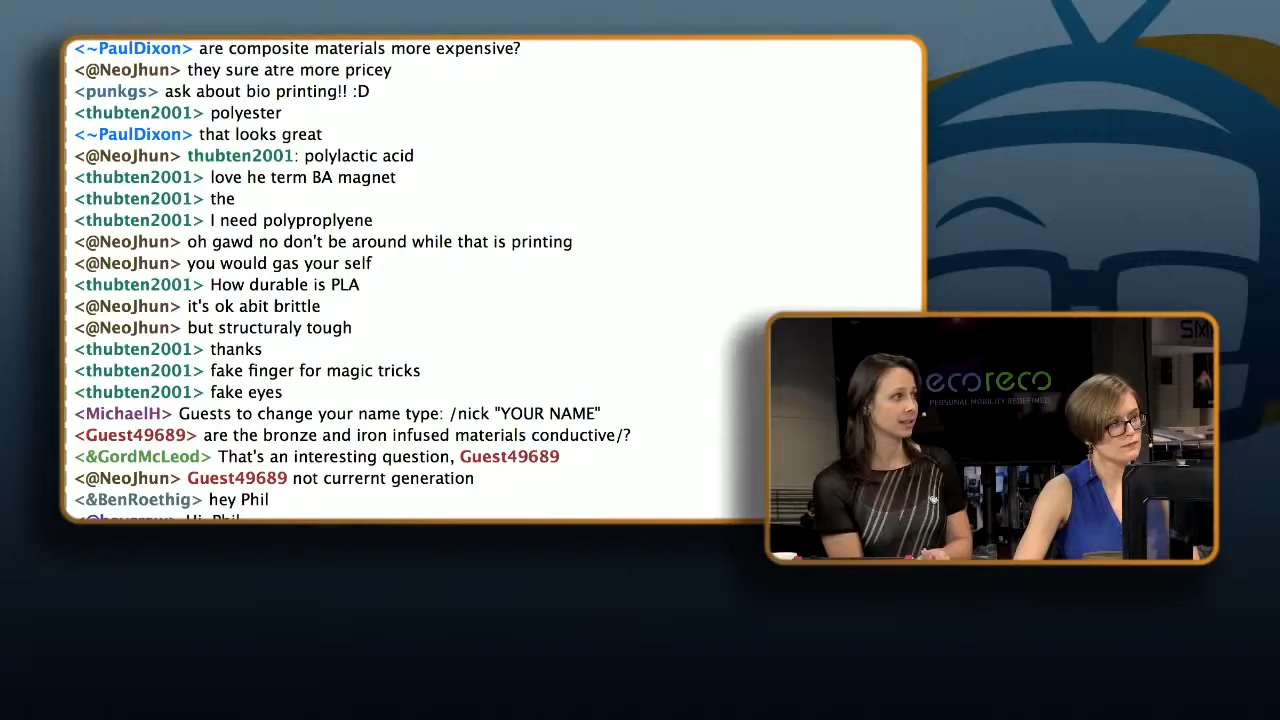 <~PaulDixon> are composite materials more expensive?
<@NeoJhun> they sure atre more pricey
<punkgs> ask about bio printing!! :D
<thubten2001> polyester
<~PaulDixon> that looks great
<@NeoJhun> thubten2001: polylactic acid
<thubten2001> love he term BA magnet
<thubten2001> the
<thubten2001> I need polyproplyene
<@NeoJhun> oh gawd no don't be around while that is printing
<@NeoJhun> you would gas your self
<thubten2001> How durable is PLA
<@NeoJhun> it's ok abit brittle
<@NeoJhun> but structuraly tough
<thubten2001> thanks
<thubten2001> fake finger for magic tricks
<thubten2001> fake eyes
<MichaelH> Guests to change your name type: /nick "YOUR NAME"
<Guest49689> are the bronze and iron infused materials conductive/?
<&GordMcLeod> That's an interesting question, Guest49689
<@NeoJhun> Guest49689 not currernt generation
<&BenRoethig> hey Phil
Hi Phil
ecoreco
PERSONAL MOBILITY REDEFINED